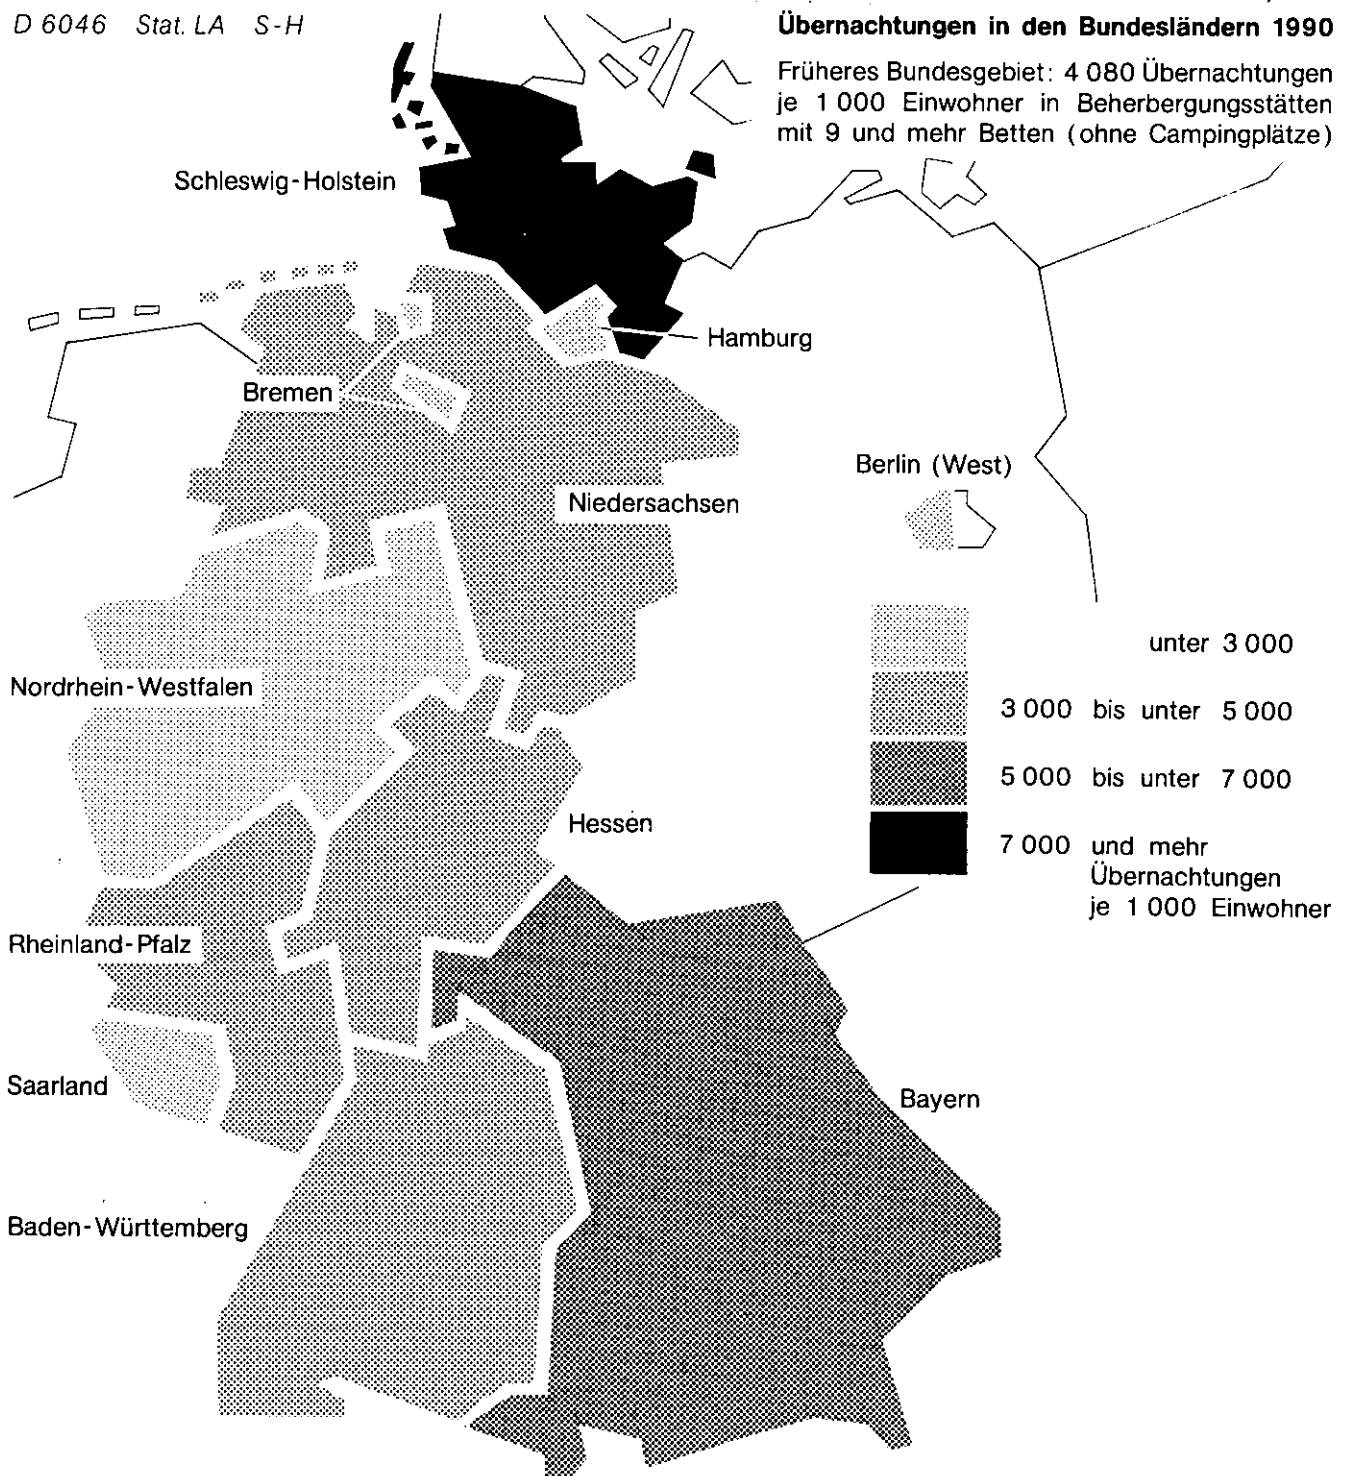 D 6046 Stat. LA S-H
Übernachtungen in den Bundesländern 1990
Früheres Bundesgebiet: 4 080 Übernachtungen
je 1 000 Einwohner in Beherbergungsstätten
mit 9 und mehr Betten (ohne Campingplätze)
Schleswig-Holstein
Hamburg
Bremen
Berlin (West)
Niedersachsen
unter 3 000
Nordrhein-Westfalen
3 000 bis unter 5 000
5 000 bis unter 7 000
Hessen
7 000 und mehr
Übernachtungen
je 1 000 Einwohner
Rheinland-Pfalz
Saarland
Bayern
Baden-Württemberg